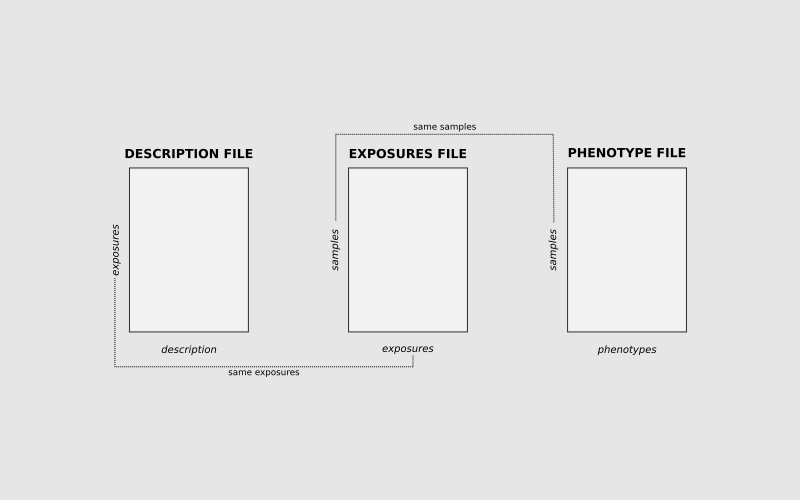 same samples
DESCRIPTION FILE
EXPOSURES FILE
PHENOTYPE FILE
exposures
samples
samples
description
exposures
phenotypes
same exposures